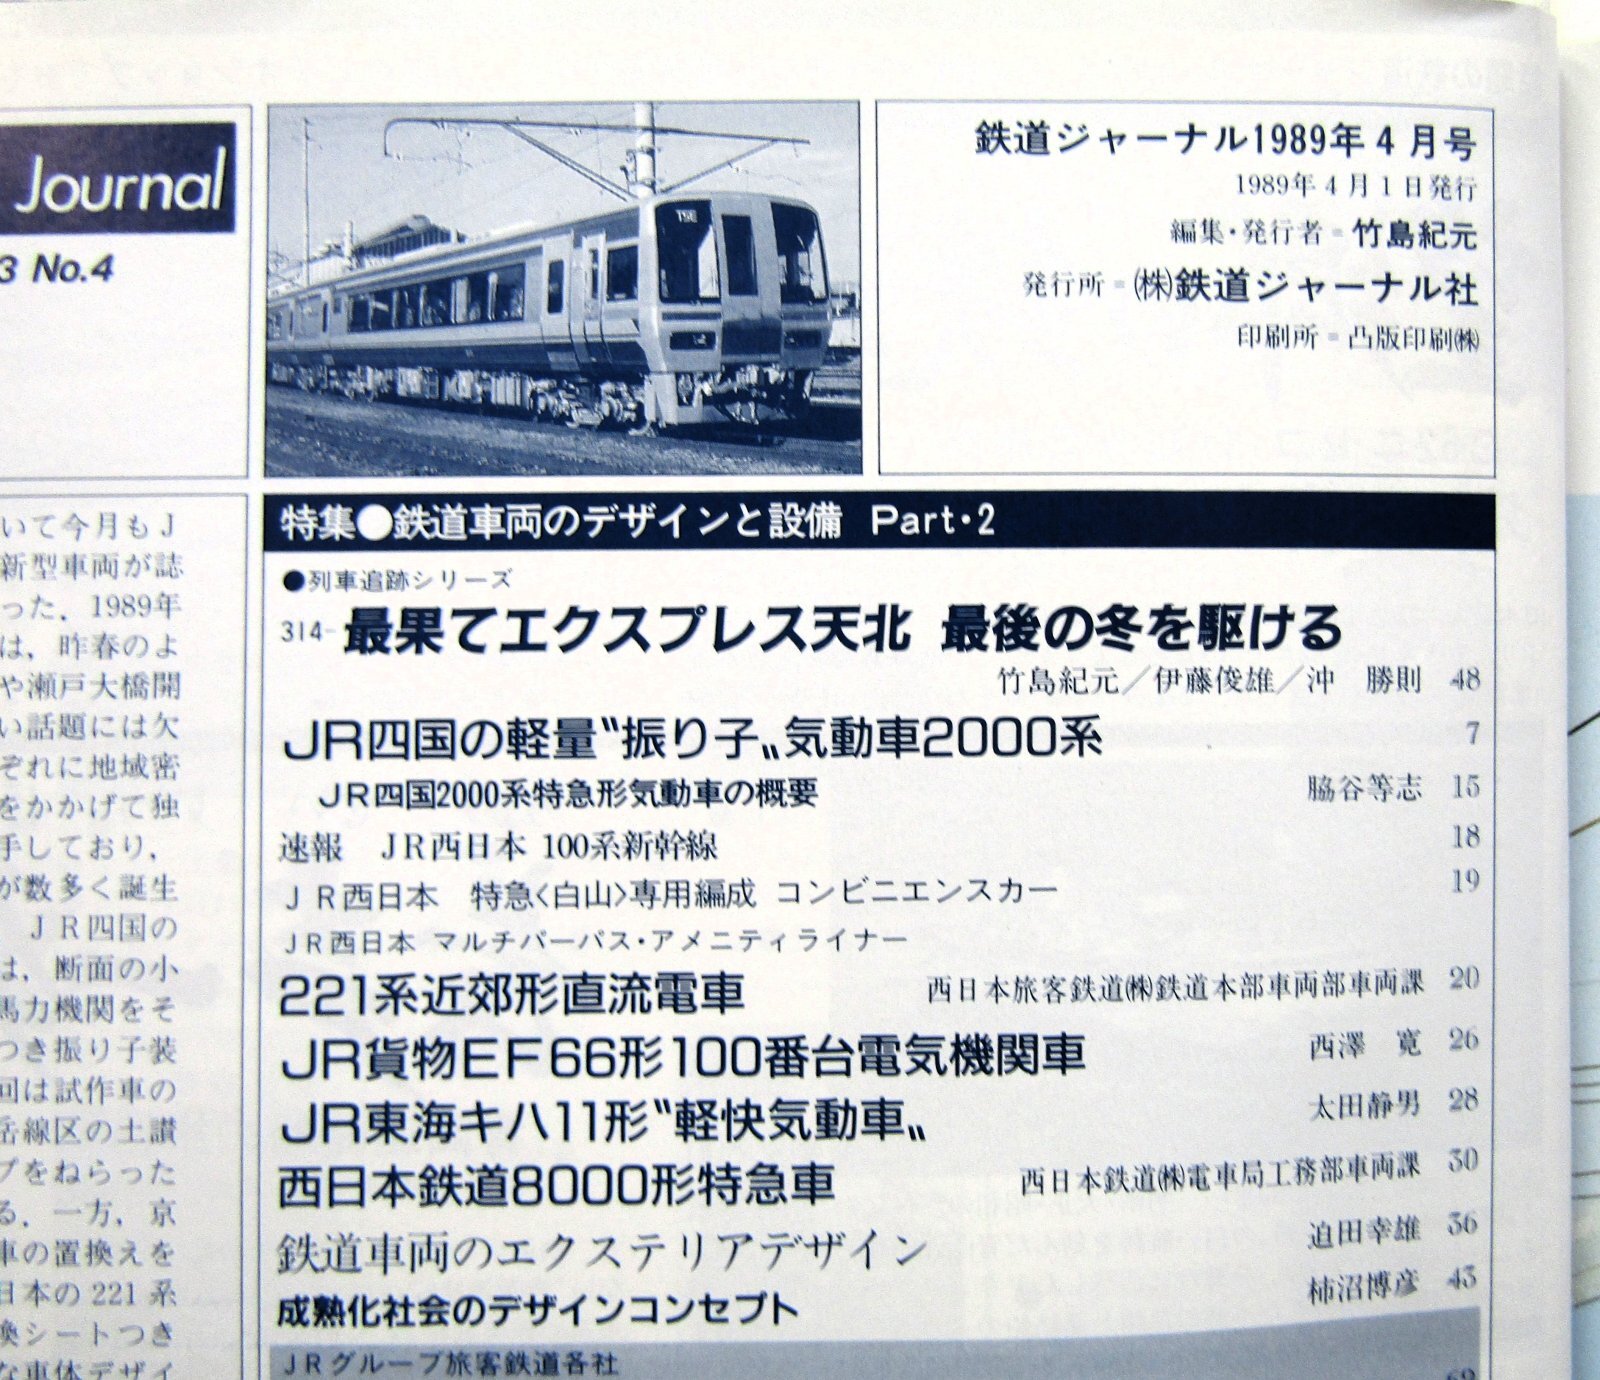 Journal
3 No.4
TSE
鉄道ジャーナル1989年4月号
1989年4月1日発行
編集・発行者＝竹島紀元
発行所＝㈱鉄道ジャーナル社
印刷所＝凸版印刷㈱
いて今月もJ
新型車両が誌
った．1989年
は，昨春のよ
や瀬戸大橋開
い話題には欠
ぞれに地域密
をかかげて独
手しており，
が数多く誕生
JR四国の
は，断面の小
馬力機関をそ
つき振り子装
回は試作車の
岳線区の土讃
プをねらった
る．一方，京
車の置換えを
日本の221系
換シートつき
な車体デザイ
特集●鉄道車両のデザインと設備 Part・2
●列車追跡シリーズ
314 最果てエクスプレス天北 最後の冬を駆ける
竹島紀元／伊藤俊雄／沖 勝則 48
JR四国の軽量〝振り子〟気動車2000系 7
JR四国2000系特急形気動車の概要 脇谷等志 15
速報 JR西日本 100系新幹線 18
JR西日本 特急〈白山〉専用編成 コンビニエンスカー 19
JR西日本 マルチパーパス・アメニティライナー
221系近郊形直流電車 西日本旅客鉄道㈱鉄道本部車両部車両課 20
JR貨物EF66形100番台電気機関車 西澤 寛 26
JR東海キハ11形〝軽快気動車〟 太田静男 28
西日本鉄道8000形特急車 西日本鉄道㈱電車局工務部車両課 30
鉄道車両のエクステリアデザイン 迫田幸雄 36
成熟化社会のデザインコンセプト 柿沼博彦 43
JRグループ旅客鉄道各社